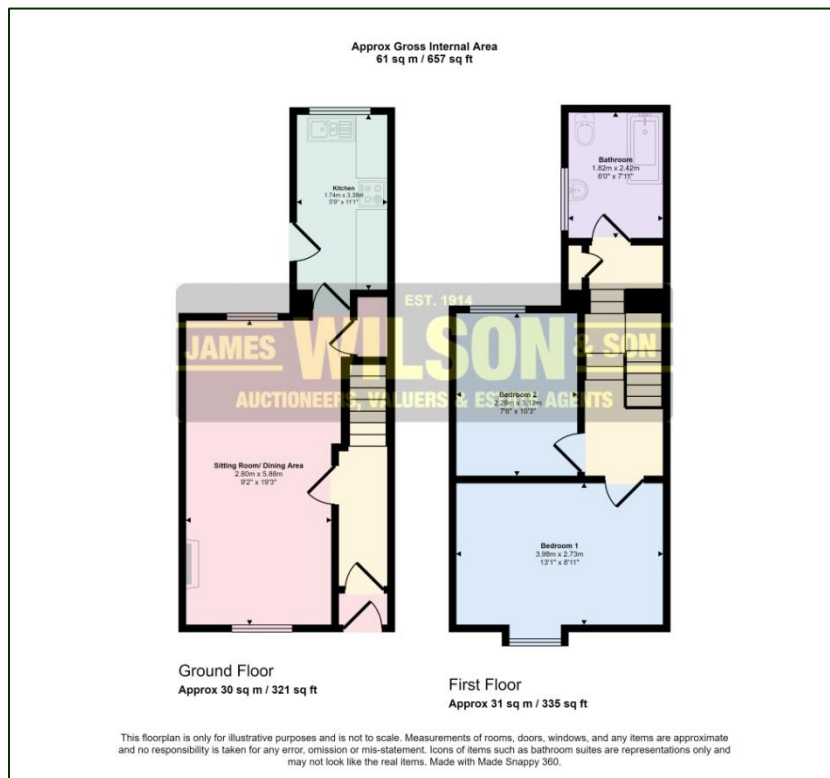 Approx Gross Internal Area
61 sq m / 657 sq ft
Kitchen
1.74m x 3.38m
5'9" x 11'1"
Bathroom
1.82m x 2.42m
6'0" x 7'11"
EST. 1914
JAMES WILSON & SON
AUCTIONEERS, VALUERS & ESTATE AGENTS
Bedroom 2
2.29m x 3.12m
7'6" x 10'3"
Sitting Room/ Dining Area
2.80m x 5.88m
9'2" x 19'3"
Bedroom 1
3.98m x 2.73m
13'1" x 8'11"
Ground Floor
Approx 30 sq m / 321 sq ft
First Floor
Approx 31 sq m / 335 sq ft
This floorplan is only for illustrative purposes and is not to scale. Measurements of rooms, doors, windows, and any items are approximate
and no responsibility is taken for any error, omission or mis-statement. Icons of items such as bathroom suites are representations only and
may not look like the real items. Made with Made Snappy 360.